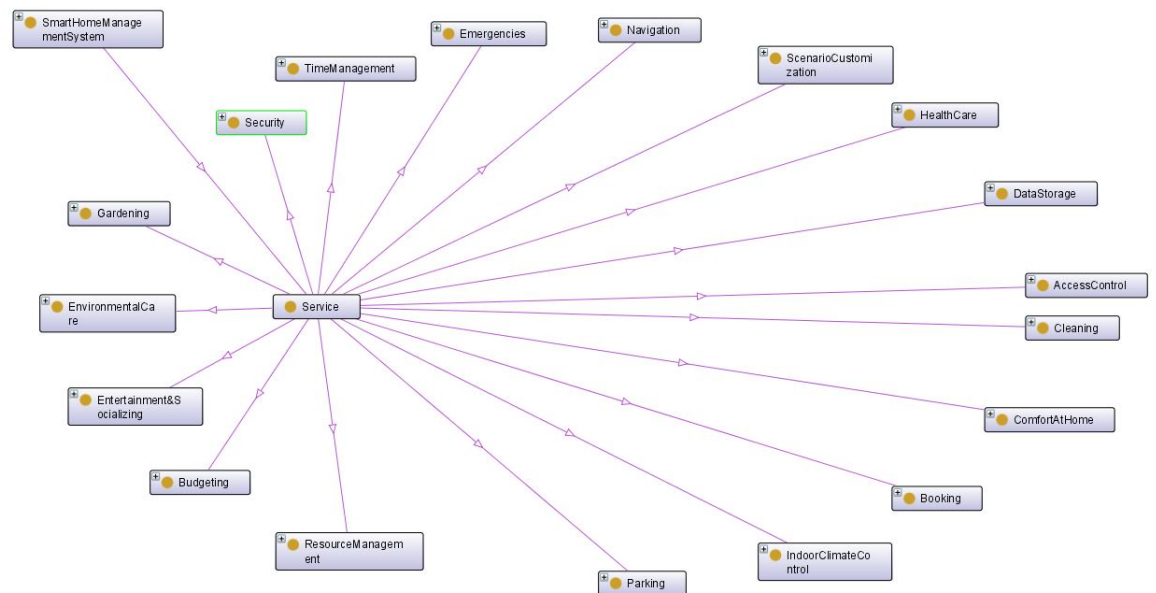 SmartHomeManage
mentSystem
Emergencies
Navigation
TimeManagement
ScenarioCustomi
zation
Security
HealthCare
DataStorage
Gardening
AccessControl
EnvironmentalCa
re
Service
Cleaning
Entertainment&S
ocializing
ComfortAtHome
Budgeting
Booking
ResourceManagem
ent
IndoorClimateCo
ntrol
Parking